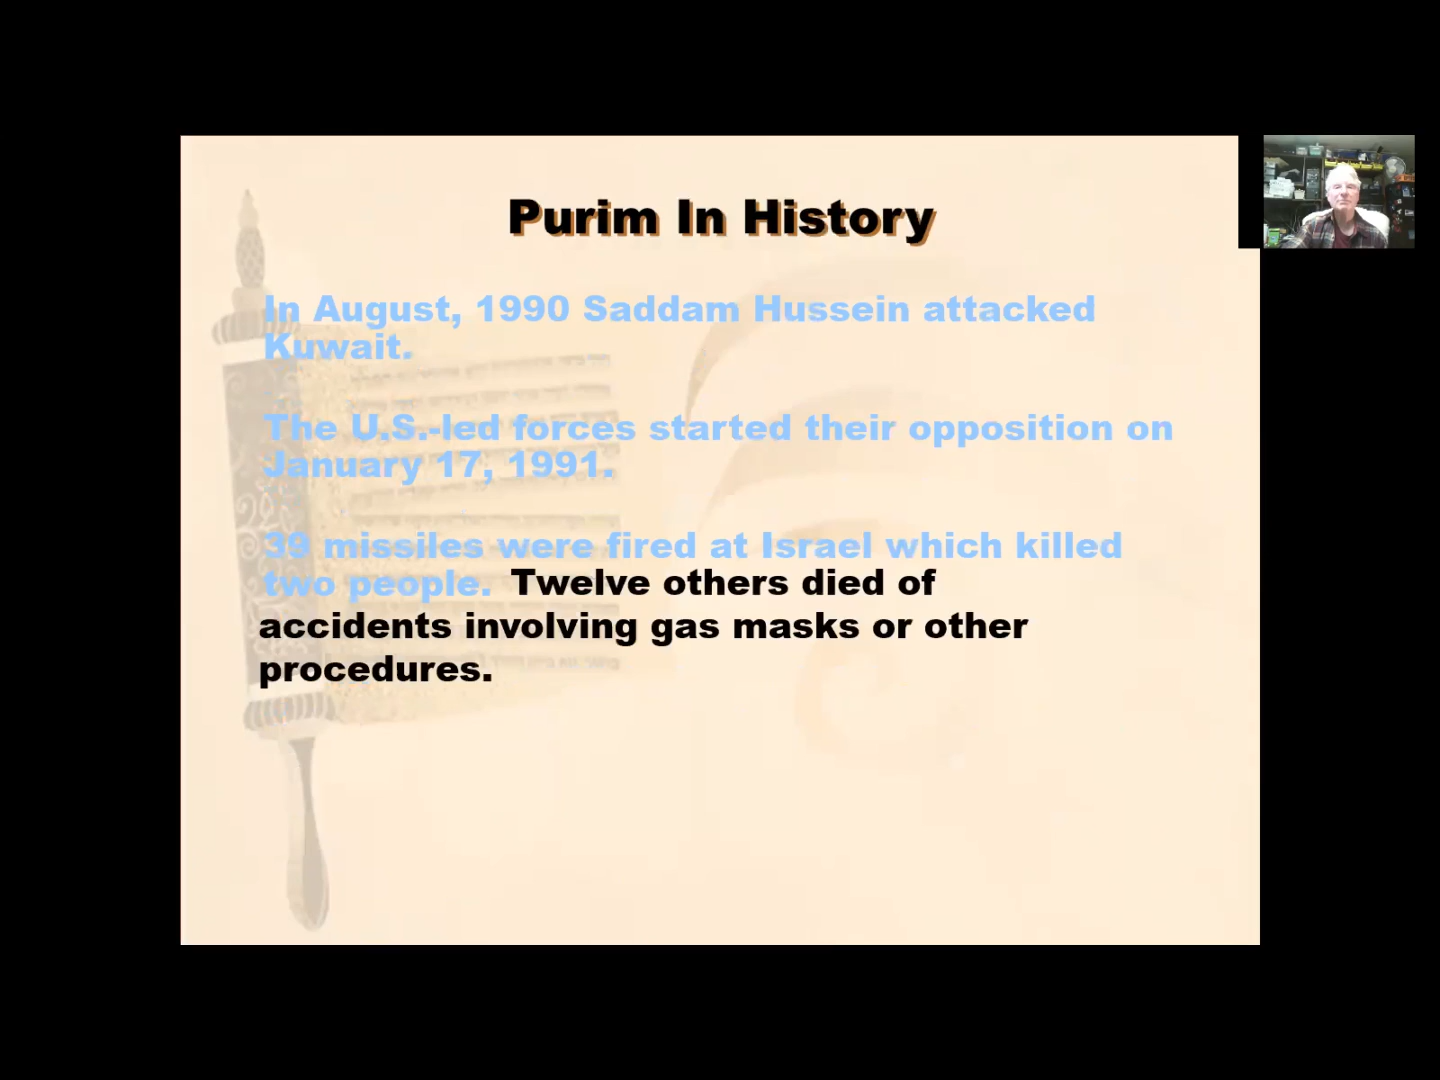 Purim In History
In August, 1990 Saddam Hussein attacked
Kuwait.
The U.S.-led forces started their opposition on
January 17, 1991.
39 missiles were fired at Israel which killed
two people. Twelve others died of
accidents involving gas masks or other
procedures.